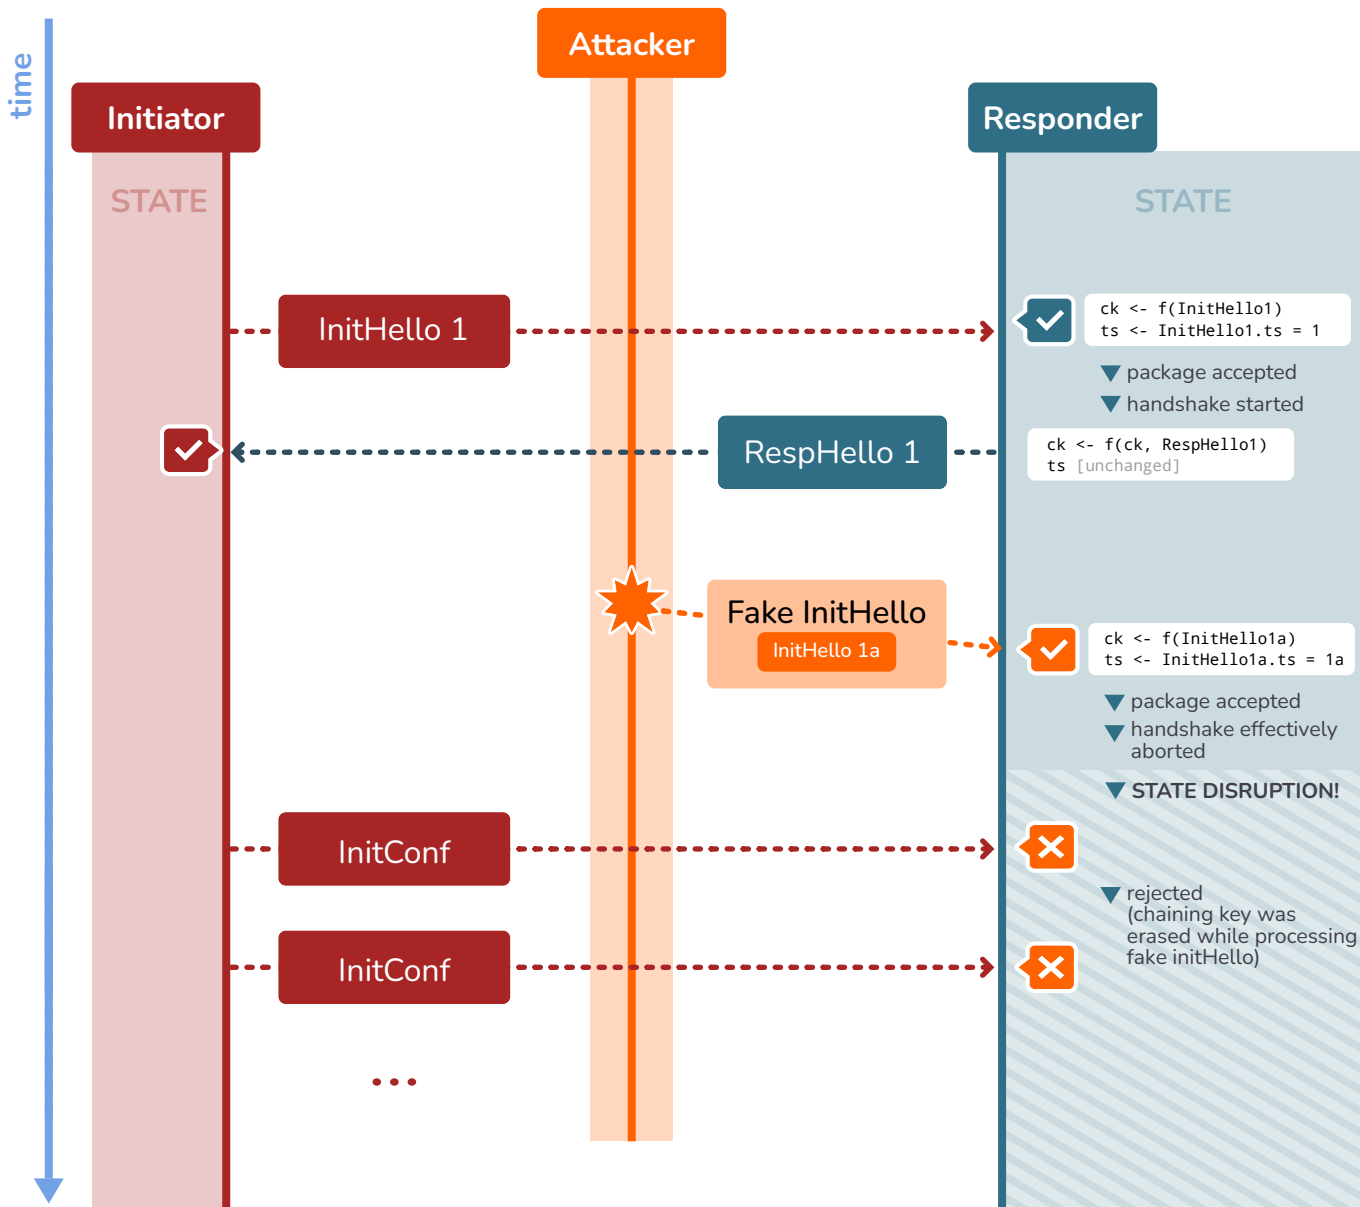 time
Attacker
Initiator
Responder
STATE
STATE
InitHello 1
ck <- f(InitHello1)
ts <- InitHello1.ts = 1
package accepted
handshake started
RespHello 1
ck <- f(ck, RespHello1)
ts [unchanged]
Fake InitHello
InitHello 1a
ck <- f(InitHello1a)
ts <- InitHello1a.ts = 1a
package accepted
handshake effectively
aborted
STATE DISRUPTION!
InitConf
rejected
(chaining key was
erased while processing
fake initHello)
InitConf
...